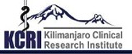 KCRI Kilimanjaro Clinical
Research Institute